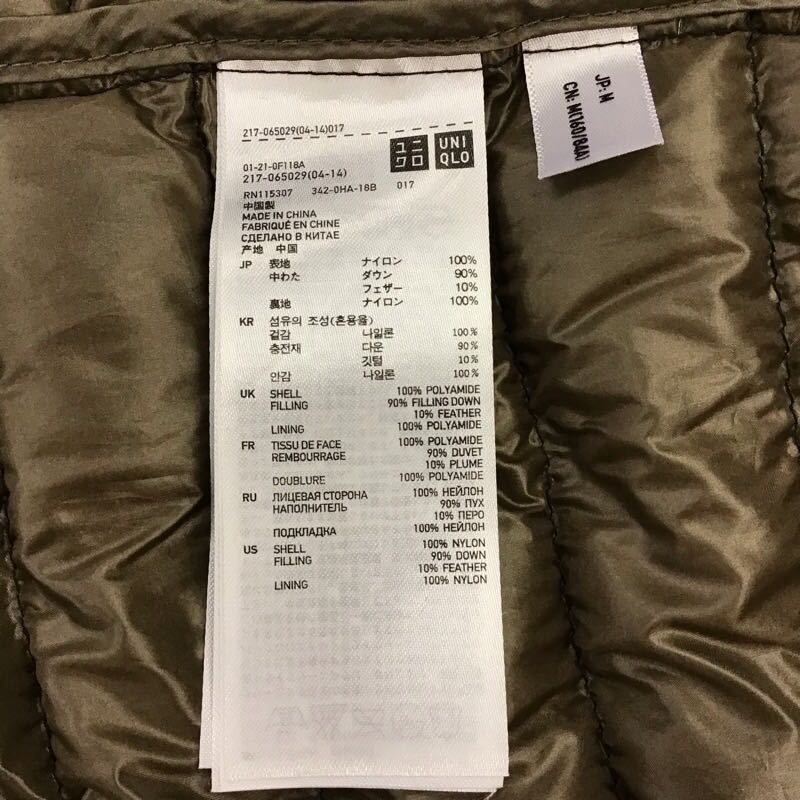 217-065029(04-14)017
01-21-0F118A
217-065029(04-14)
ユニ
クロ
UNI
QLO
RN115307 342-0HA-18B 017
中国製
MADE IN CHINA
FABRIQUÉ EN CHINE
СДЕЛАНО В КИТАЕ
产地 中国
JP 表地 ナイロン 100%
中わた ダウン 90%
フェザー 10%
裏地 ナイロン 100%
KR 섬유의 조성(혼용율)
겉감 나일론 100%
충전재 다운 90%
깃털 10%
안감 나일론 100%
UK SHELL 100% POLYAMIDE
FILLING 90% FILLING DOWN
10% FEATHER
LINING 100% POLYAMIDE
FR TISSU DE FACE 100% POLYAMIDE
REMBOURRAGE 90% DUVET
10% PLUME
DOUBLURE 100% POLYAMIDE
RU ЛИЦЕВАЯ СТОРОНА 100% НЕЙЛОН
НАПОЛНИТЕЛЬ 90% ПУХ
10% ПЕРО
ПОДКЛАДКА 100% НЕЙЛОН
US SHELL 100% NYLON
FILLING 90% DOWN
10% FEATHER
LINING 100% NYLON
JP: M
CN: M(160/84A)